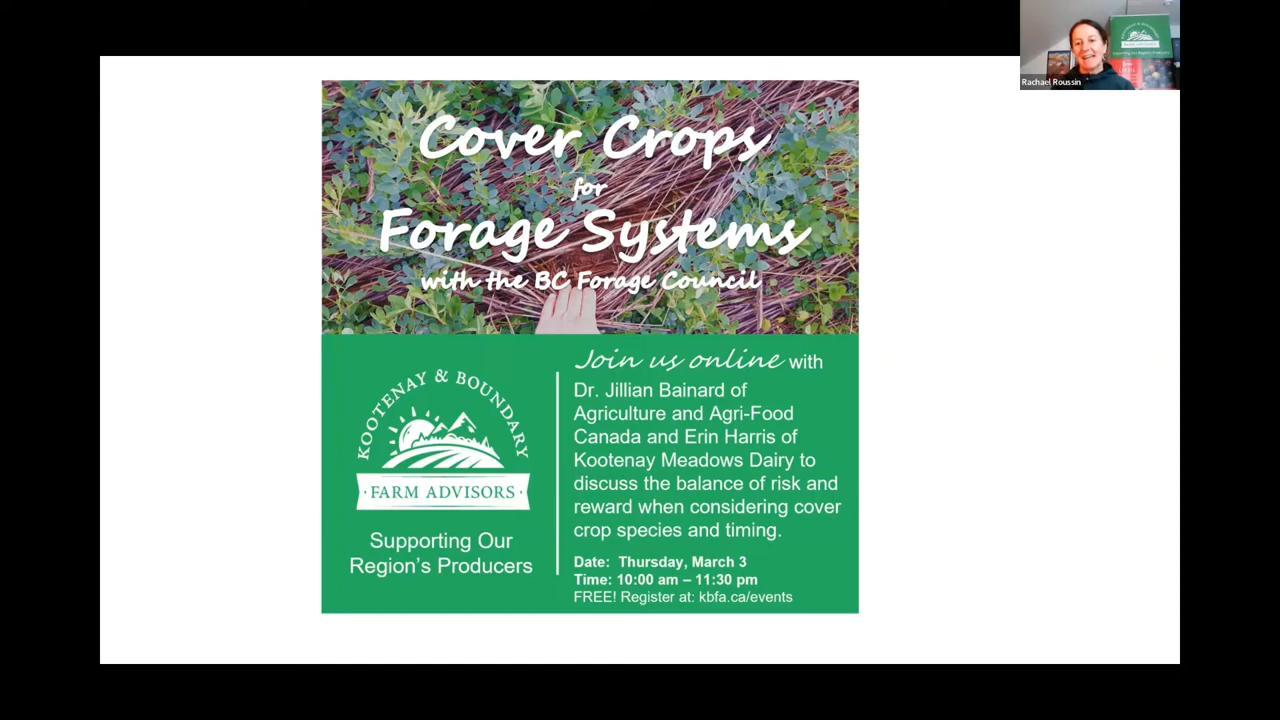 Cover Crops
for
Forage Systems
with the BC Forage Council
KOOTENAY & BOUNDARY
· FARM ADVISORS ·
Supporting Our
Region's Producers
Join us online with
Dr. Jillian Bainard of
Agriculture and Agri-Food
Canada and Erin Harris of
Kootenay Meadows Dairy to
discuss the balance of risk and
reward when considering cover
crop species and timing.
Date: Thursday, March 3
Time: 10:00 am – 11:30 pm
FREE! Register at: kbfa.ca/events
Rachael Roussin